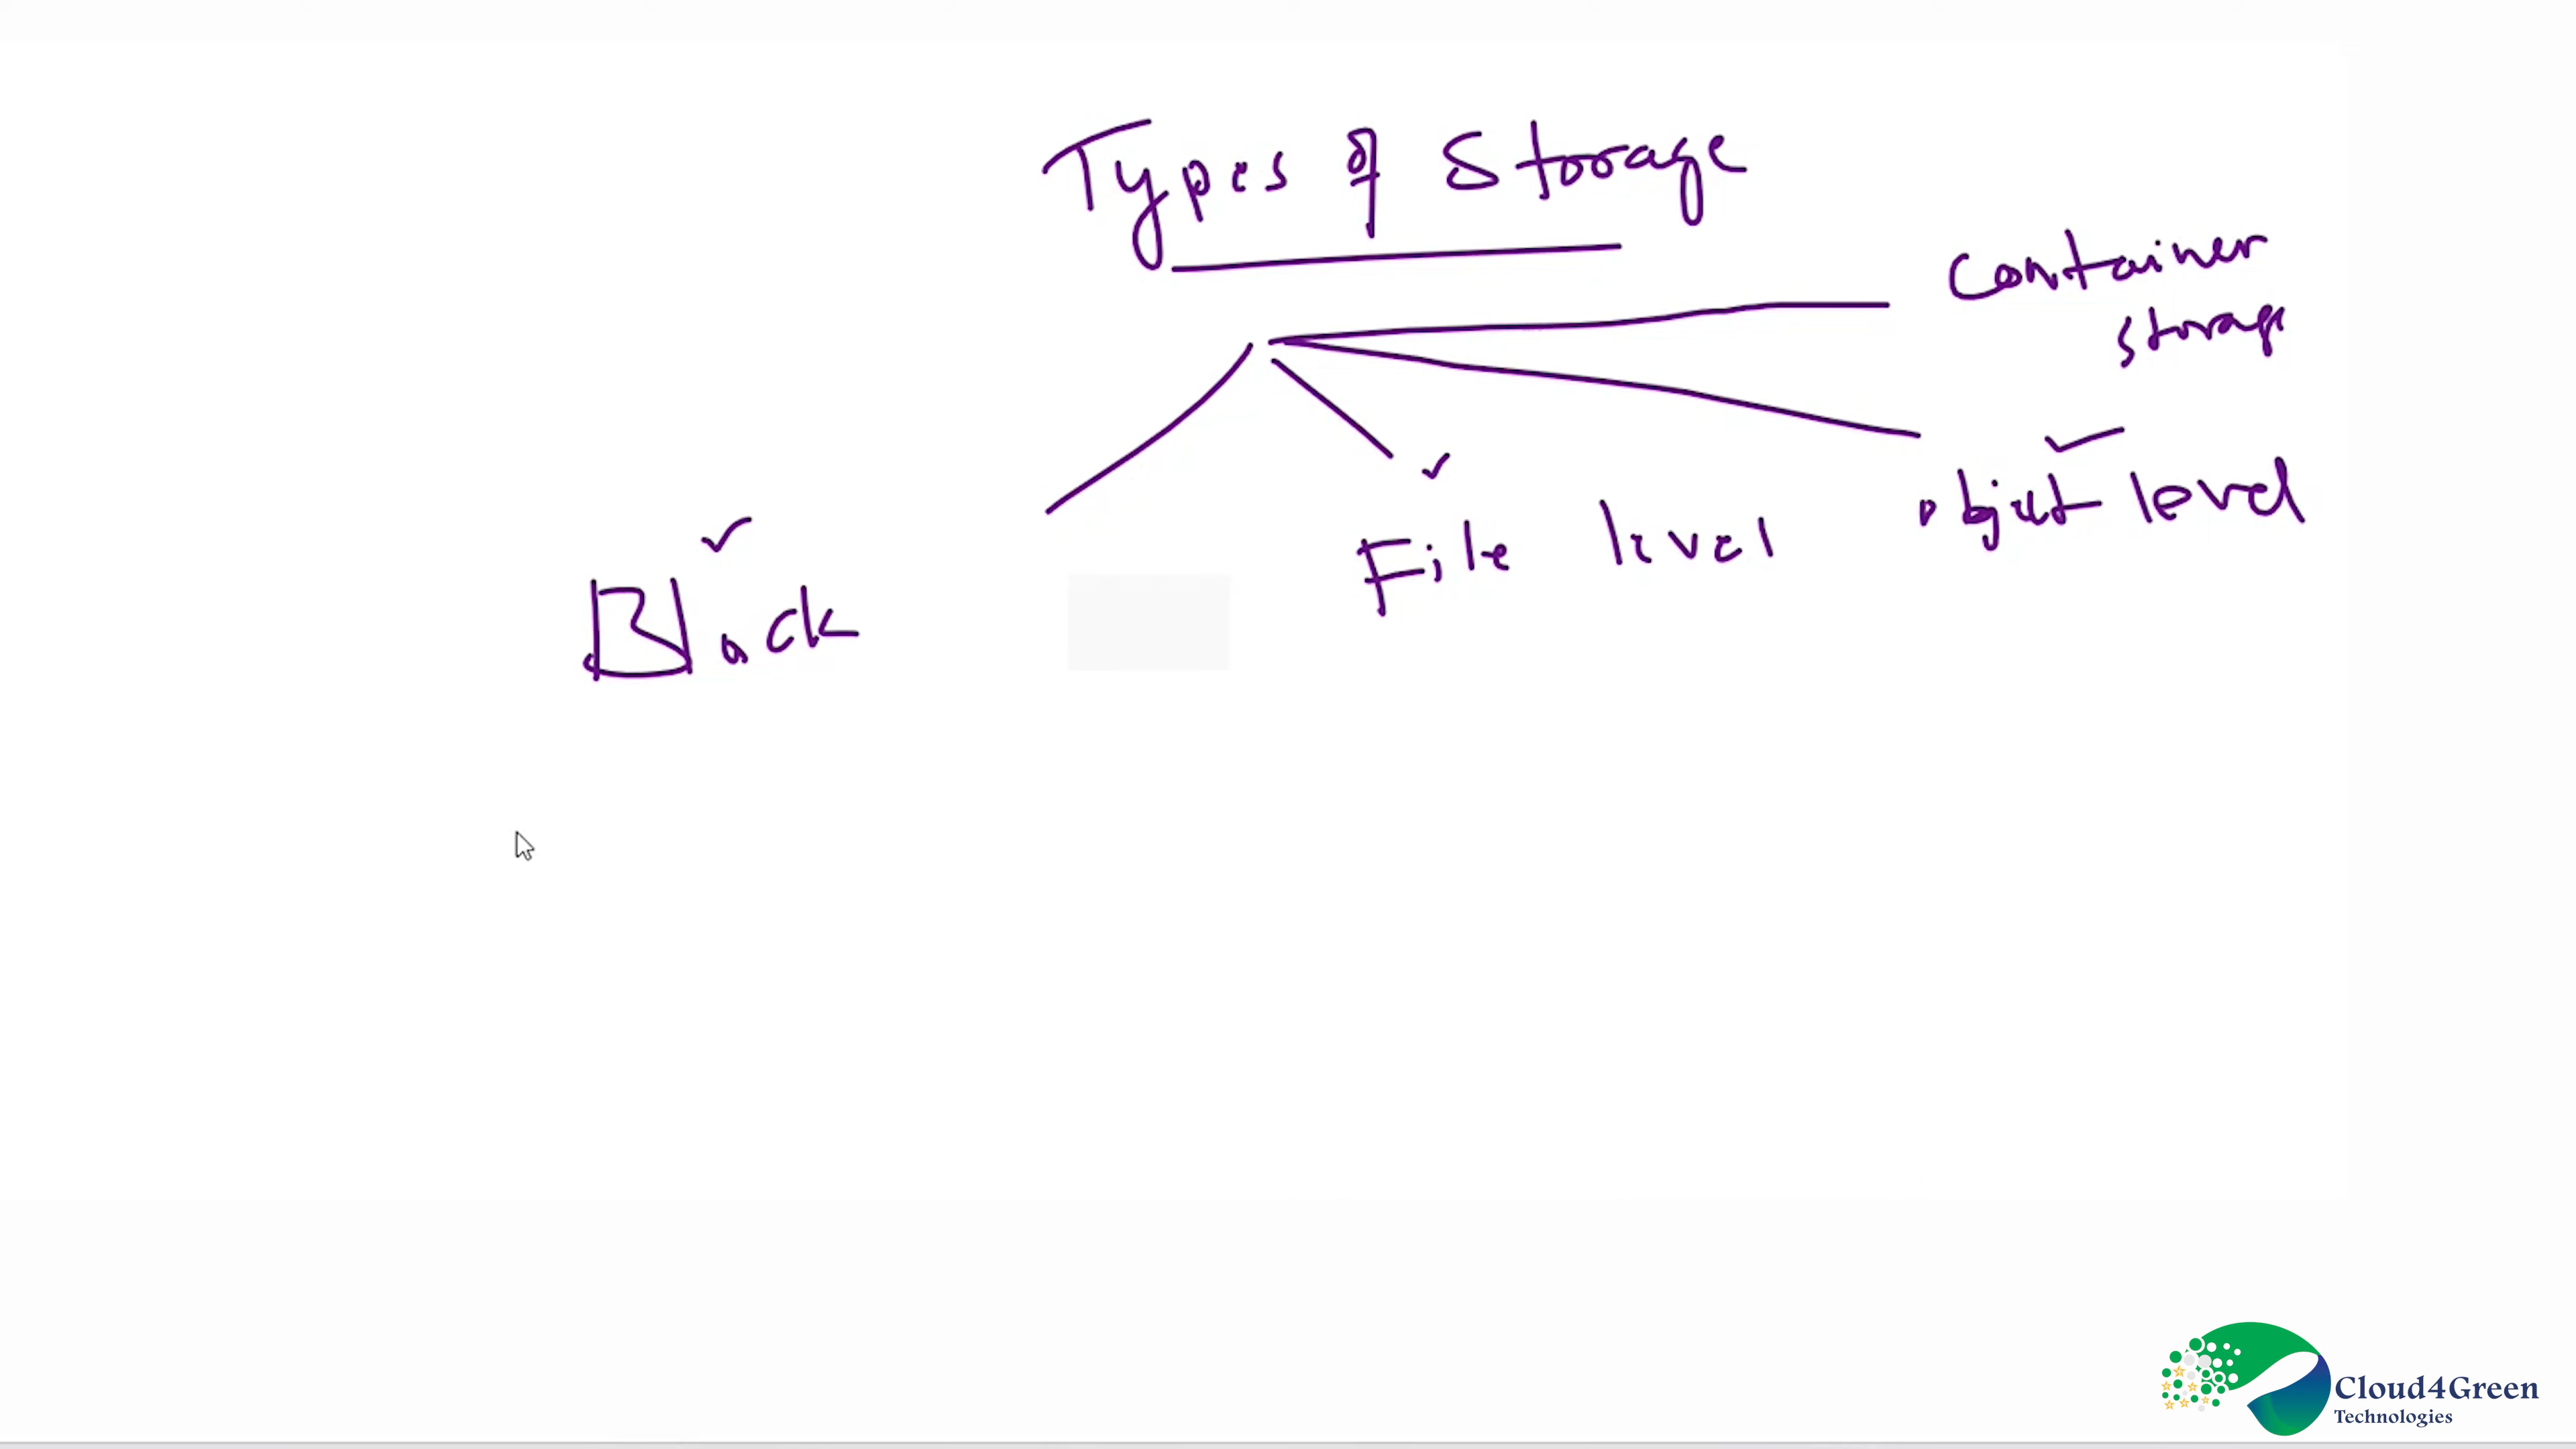 Types of Storage
Container
storage
object level
File level
Block
Cloud4Green
Technologies